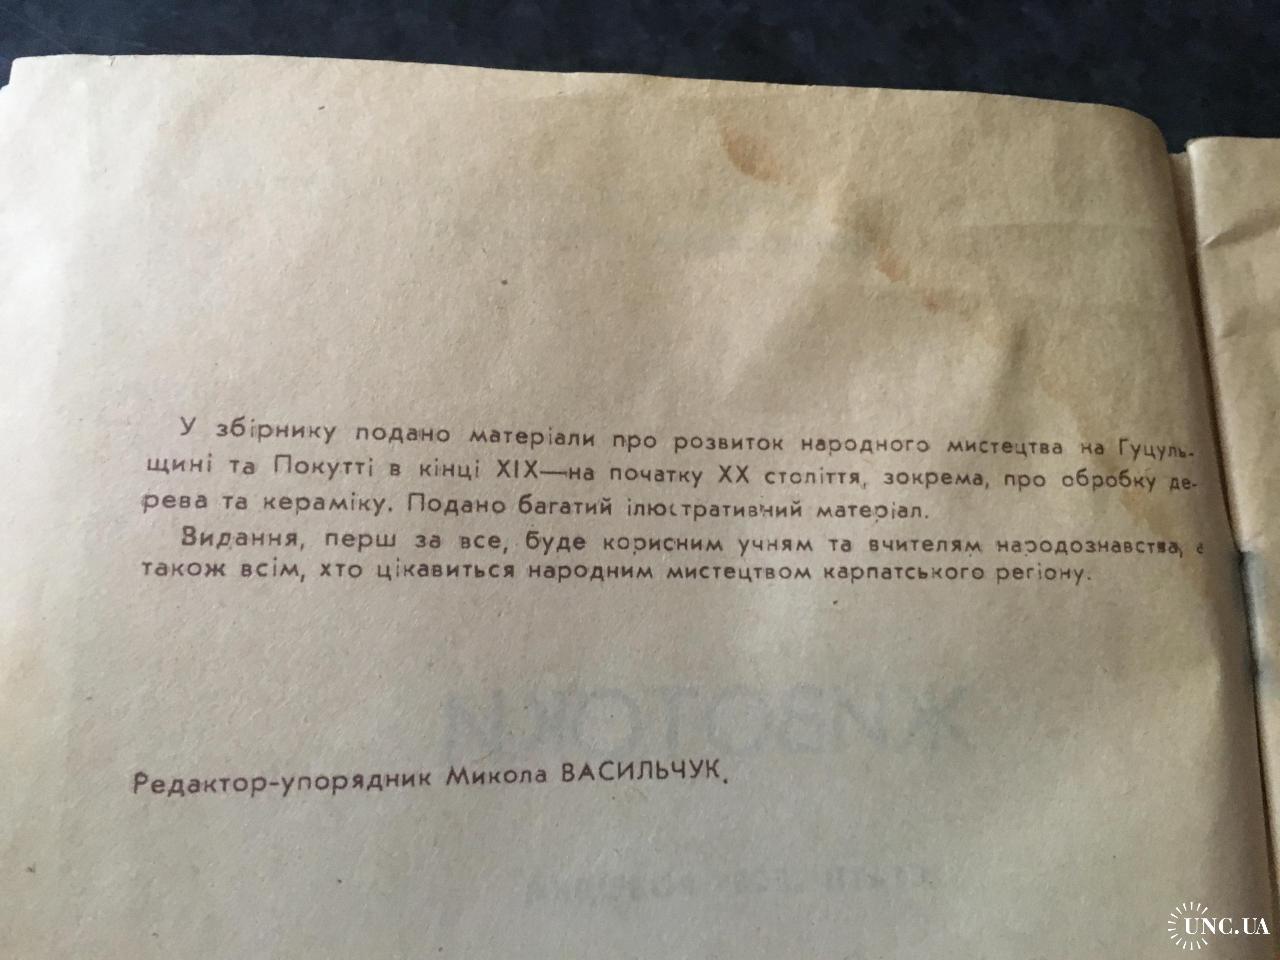 У збірнику подано матеріали про розвиток народного мистецтва на Гуцуль-
щині та Покутті в кінці XIX—на початку XX століття, зокрема, про обробку де-
рева та кераміку. Подано багатий ілюстративний матеріал.
Видання, перш за все, буде корисним учням та вчителям народознавства, а
також всім, хто цікавиться народним мистецтвом карпатського регіону.
ЖИВОТОКИ
Редактор-упорядник Микола ВАСИЛЬЧУК.
UNC.UA